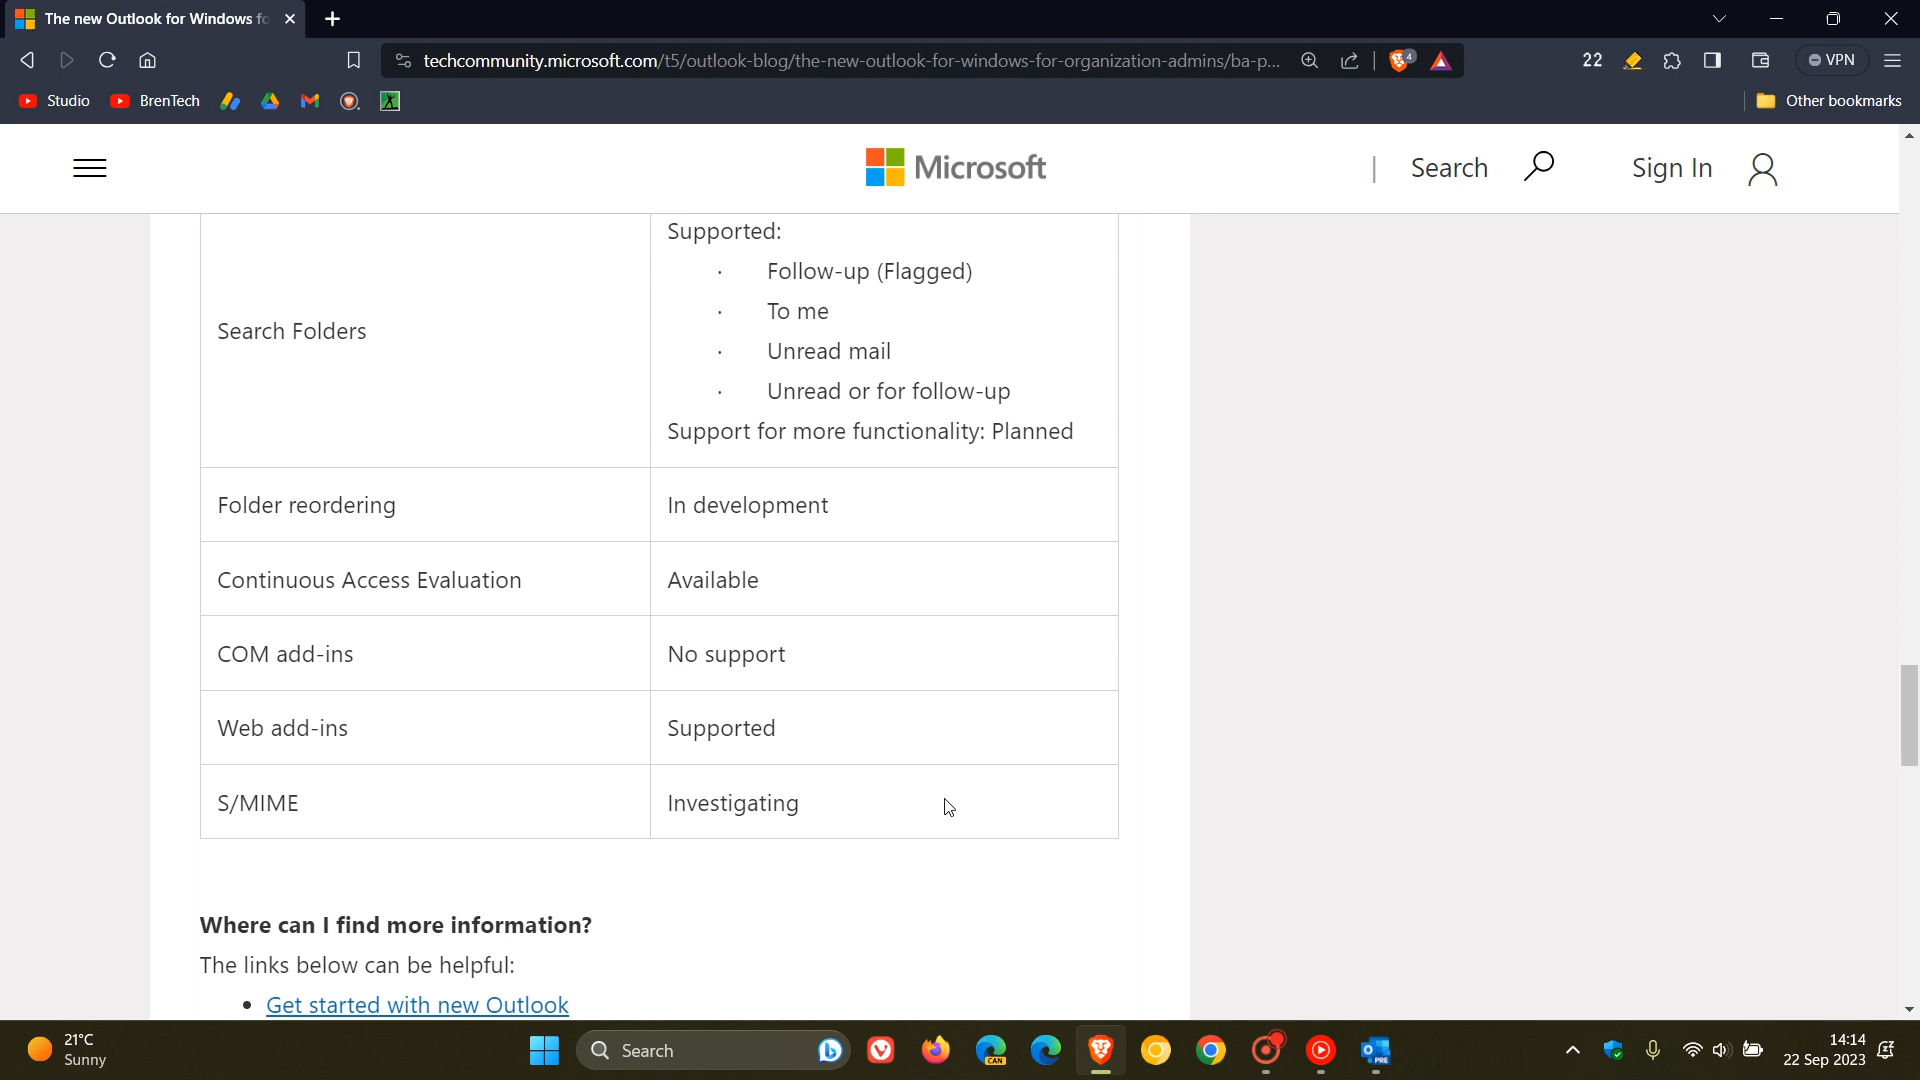 The new Outlook for Windows fo
techcommunity.microsoft.com/t5/outlook-blog/the-new-outlook-for-windows-for-organization-admins/ba-p...
4
22
VPN
Studio
BrenTech
Other bookmarks
Microsoft
Search
Sign In
Supported:
· Follow-up (Flagged)
· To me
· Unread mail
· Unread or for follow-up
Search Folders
Support for more functionality: Planned
Folder reordering
In development
Continuous Access Evaluation
Available
COM add-ins
No support
Web add-ins
Supported
S/MIME
Investigating
Where can I find more information?
The links below can be helpful:
• Get started with new Outlook
21°C
Sunny
Search
CAN
PRE
14:14
22 Sep 2023